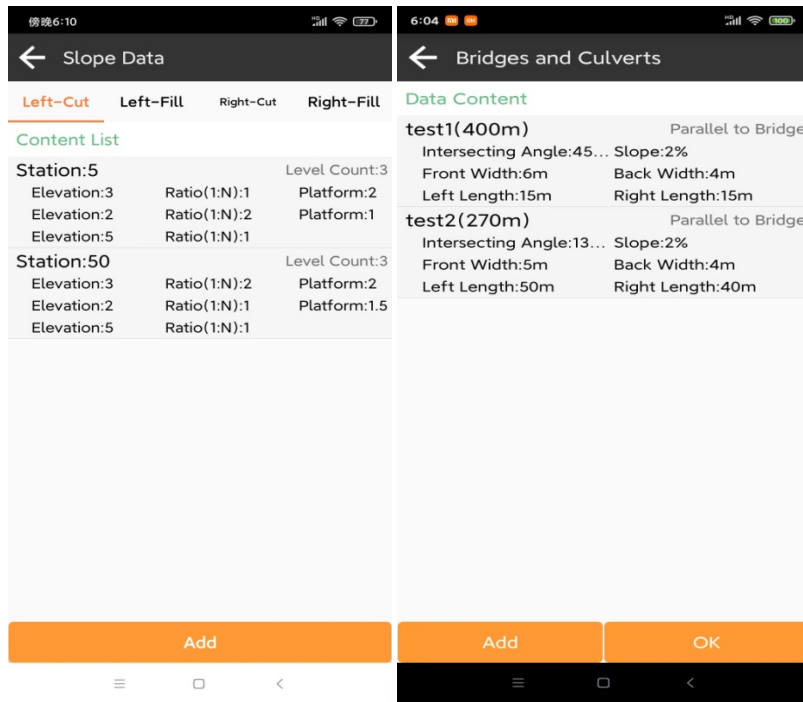 傍晚6:10
HD 77
Slope Data
Left-Cut Left-Fill Right-Cut Right-Fill
Content List
Station:5 Level Count:3
Elevation:3 Ratio(1:N):1 Platform:2
Elevation:2 Ratio(1:N):2 Platform:1
Elevation:5 Ratio(1:N):1
Station:50 Level Count:3
Elevation:3 Ratio(1:N):2 Platform:2
Elevation:2 Ratio(1:N):1 Platform:1.5
Elevation:5 Ratio(1:N):1
Add
6:04 100
Bridges and Culverts
Data Content
test1(400m) Parallel to Bridge
Intersecting Angle:45... Slope:2%
Front Width:6m Back Width:4m
Left Length:15m Right Length:15m
test2(270m) Parallel to Bridge
Intersecting Angle:13... Slope:2%
Front Width:5m Back Width:4m
Left Length:50m Right Length:40m
Add OK